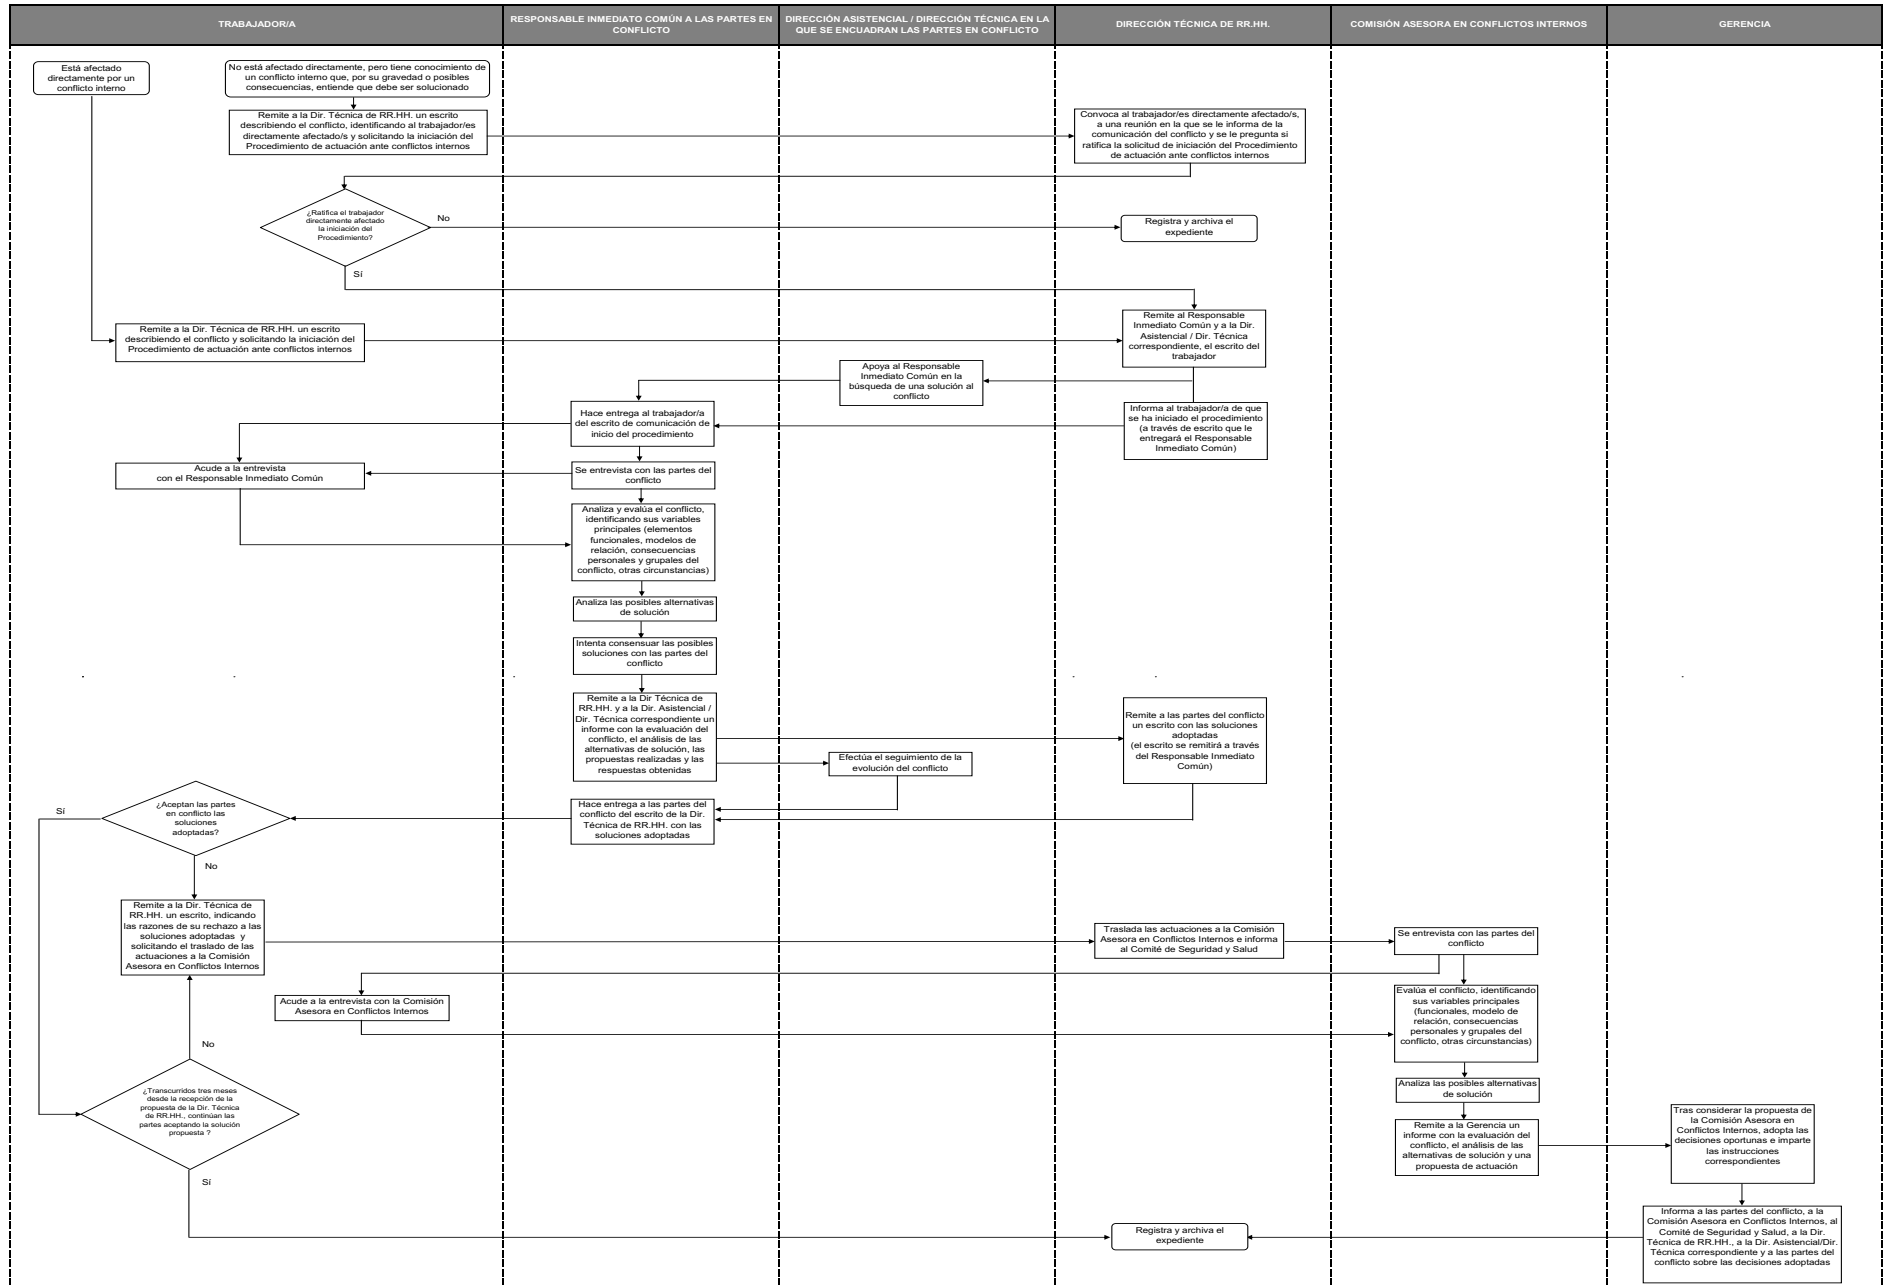 TRABAJADOR/A
RESPONSABLE INMEDIATO COMÚN A LAS PARTES EN
CONFLICTO
DIRECCIÓN ASISTENCIAL / DIRECCIÓN TÉCNICA EN LA
QUE SE ENCUADRAN LAS PARTES EN CONFLICTO
DIRECCIÓN TÉCNICA DE RR.HH.
COMISIÓN ASESORA EN CONFLICTOS INTERNOS
GERENCIA
Está afectado
directamente por un
conflicto interno
No está afectado directamente, pero tiene conocimiento de
un conflicto interno que, por su gravedad o posibles
consecuencias, entiende que debe ser solucionado
Remite a la Dir. Técnica de RR.HH. un escrito
describiendo el conflicto, identificando al trabajador/es
directamente afectado/s y solicitando la iniciación del
Procedimiento de actuación ante conflictos internos
Convoca al trabajador/es directamente afectado/s,
a una reunión en la que se le informa de la
comunicación del conflicto y se le pregunta si
ratifica la solicitud de iniciación del Procedimiento
de actuación ante conflictos internos
¿Ratifica el trabajador
directamente afectado
la iniciación del
Procedimiento?
No
Registra y archiva el
expediente
Sí
Remite a la Dir. Técnica de RR.HH. un escrito
describiendo el conflicto y solicitando la iniciación del
Procedimiento de actuación ante conflictos internos
Remite al Responsable
Inmediato Común y a la Dir.
Asistencial / Dir. Técnica
correspondiente, el escrito del
trabajador
Apoya al Responsable
Inmediato Común en la
búsqueda de una solución al
conflicto
Hace entrega al trabajador/a
del escrito de comunicación de
inicio del procedimiento
Informa al trabajador/a de que
se ha iniciado el procedimiento
(a través de escrito que le
entregará el Responsable
Inmediato Común)
Acude a la entrevista
con el Responsable Inmediato Común
Se entrevista con las partes del
conflicto
Analiza y evalúa el conflicto,
identificando sus variables
principales (elementos
funcionales, modelos de
relación, consecuencias
personales y grupales del
conflicto, otras circunstancias)
Analiza las posibles alternativas
de solución
Intenta consensuar las posibles
soluciones con las partes del
conflicto
Remite a la Dir Técnica de
RR.HH. y a la Dir. Asistencial /
Dir. Técnica correspondiente un
informe con la evaluación del
conflicto, el análisis de las
alternativas de solución, las
propuestas realizadas y las
respuestas obtenidas
Remite a las partes del conflicto
un escrito con las soluciones
adoptadas
(el escrito se remitirá a través
del Responsable Inmediato
Común)
Efectúa el seguimiento de la
evolución del conflicto
Hace entrega a las partes del
conflicto del escrito de la Dir.
Técnica de RR.HH. con las
soluciones adoptadas
¿Aceptan las partes
en conflicto las
soluciones
adoptadas?
Sí
No
Remite a la Dir. Técnica de
RR.HH. un escrito, indicando
las razones de su rechazo a las
soluciones adoptadas y
solicitando el traslado de las
actuaciones a la Comisión
Asesora en Conflictos Internos
Traslada las actuaciones a la Comisión
Asesora en Conflictos Internos e informa
al Comité de Seguridad y Salud
Se entrevista con las partes del
conflicto
Acude a la entrevista con la Comisión
Asesora en Conflictos Internos
Evalúa el conflicto, identificando
sus variables principales
(funcionales, modelo de
relación, consecuencias
personales y grupales del
conflicto, otras circunstancias)
No
¿Transcurridos tres meses
desde la recepción de la
propuesta de la Dir. Técnica
de RR.HH., continúan las
partes aceptando la solución
propuesta ?
Analiza las posibles alternativas
de solución
Remite a la Gerencia un
informe con la evaluación del
conflicto, el análisis de las
alternativas de solución y una
propuesta de actuación
Tras considerar la propuesta de
la Comisión Asesora en
Conflictos Internos, adopta las
decisiones oportunas e imparte
las instrucciones
correspondientes
Sí
Registra y archiva el
expediente
Informa a las partes del conflicto, a la
Comisión Asesora en Conflictos Internos, al
Comité de Seguridad y Salud, a la Dir.
Técnica de RR.HH., a la Dir. Asistencial/Dir.
Técnica correspondiente y a las partes del
conflicto sobre las decisiones adoptadas